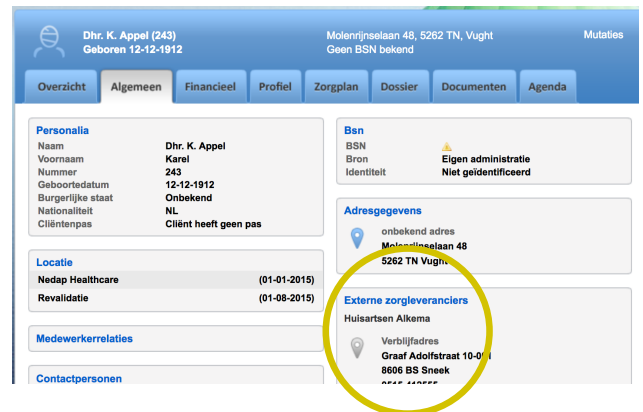 Dhr. K. Appel (243)
Geboren 12-12-1912
Molenrijnselaan 48, 5262 TN, Vught
Geen BSN bekend
Mutaties
Overzicht Algemeen Financieel Profiel Zorgplan Dossier Documenten Agenda
Personalia
Naam Dhr. K. Appel
Voornaam Karel
Nummer 243
Geboortedatum 12-12-1912
Burgerlijke staat Onbekend
Nationaliteit NL
Cliëntenpas Cliënt heeft geen pas
Locatie
Nedap Healthcare (01-01-2015)
Revalidatie (01-08-2015)
Medewerkerrelaties
Contactpersonen
Bsn
BSN
Bron Eigen administratie
Identiteit Niet geïdentificeerd
Adresgegevens
onbekend adres
Molenrijnselaan 48
5262 TN Vught
Externe zorgleveranciers
Huisartsen Alkema
Verblijfadres
Graaf Adolfstraat
8606 BS Sneek
0515 412555